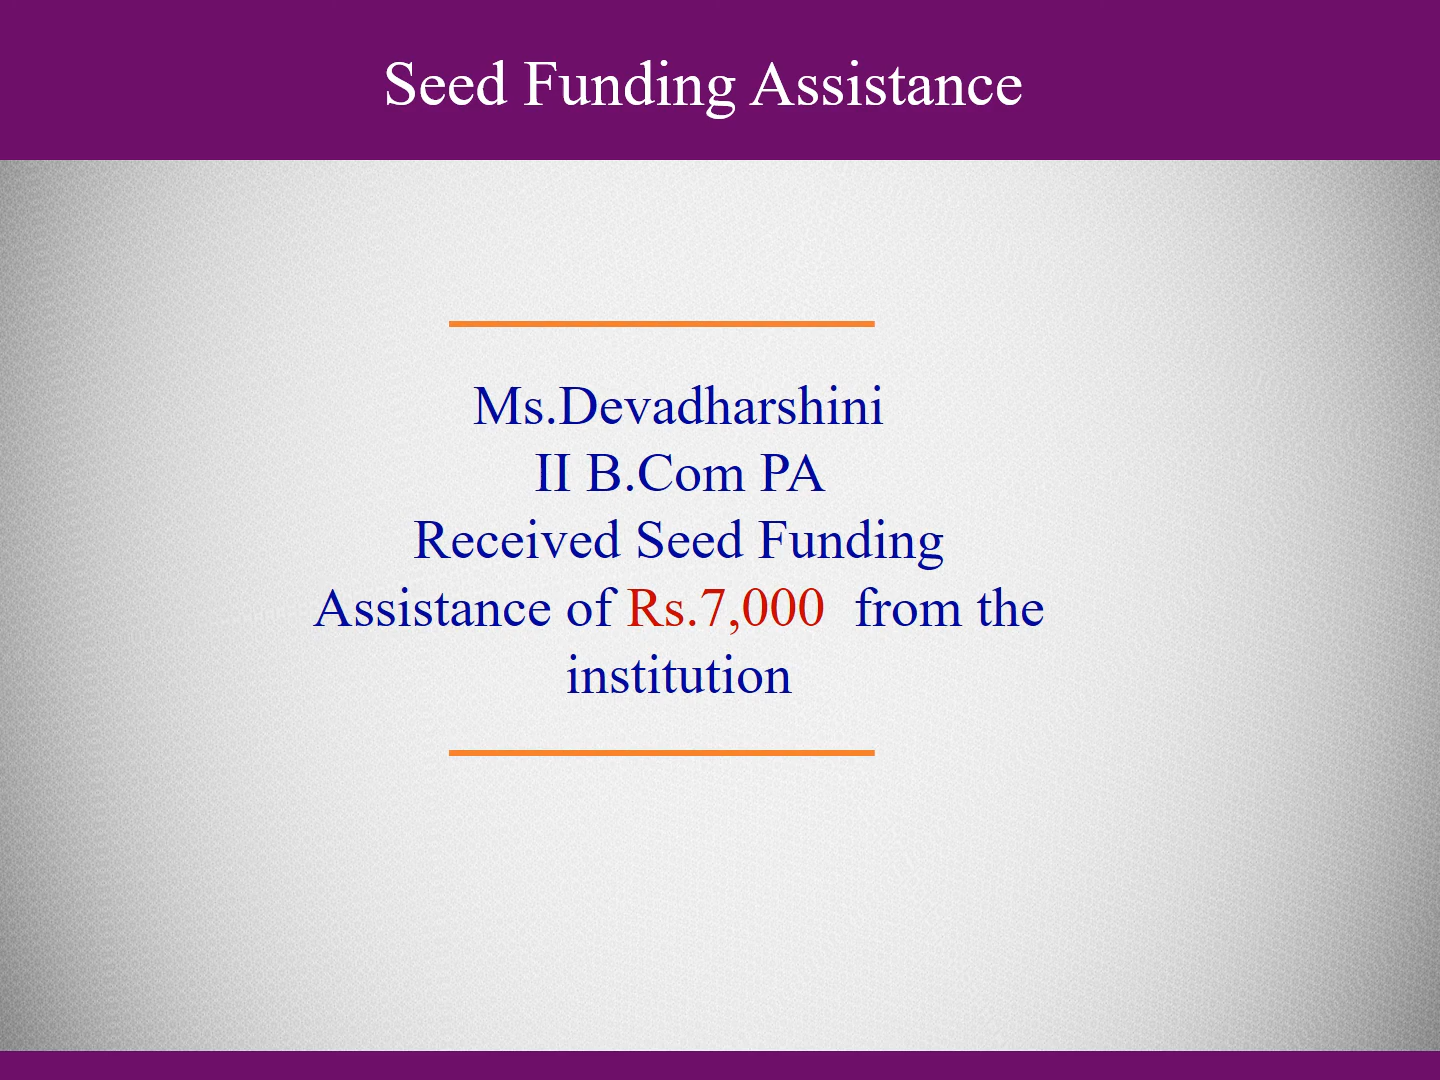 Seed Funding Assistance
Ms.Devadharshini
II B.Com PA
Received Seed Funding
Assistance of Rs.7,000  from the
institution